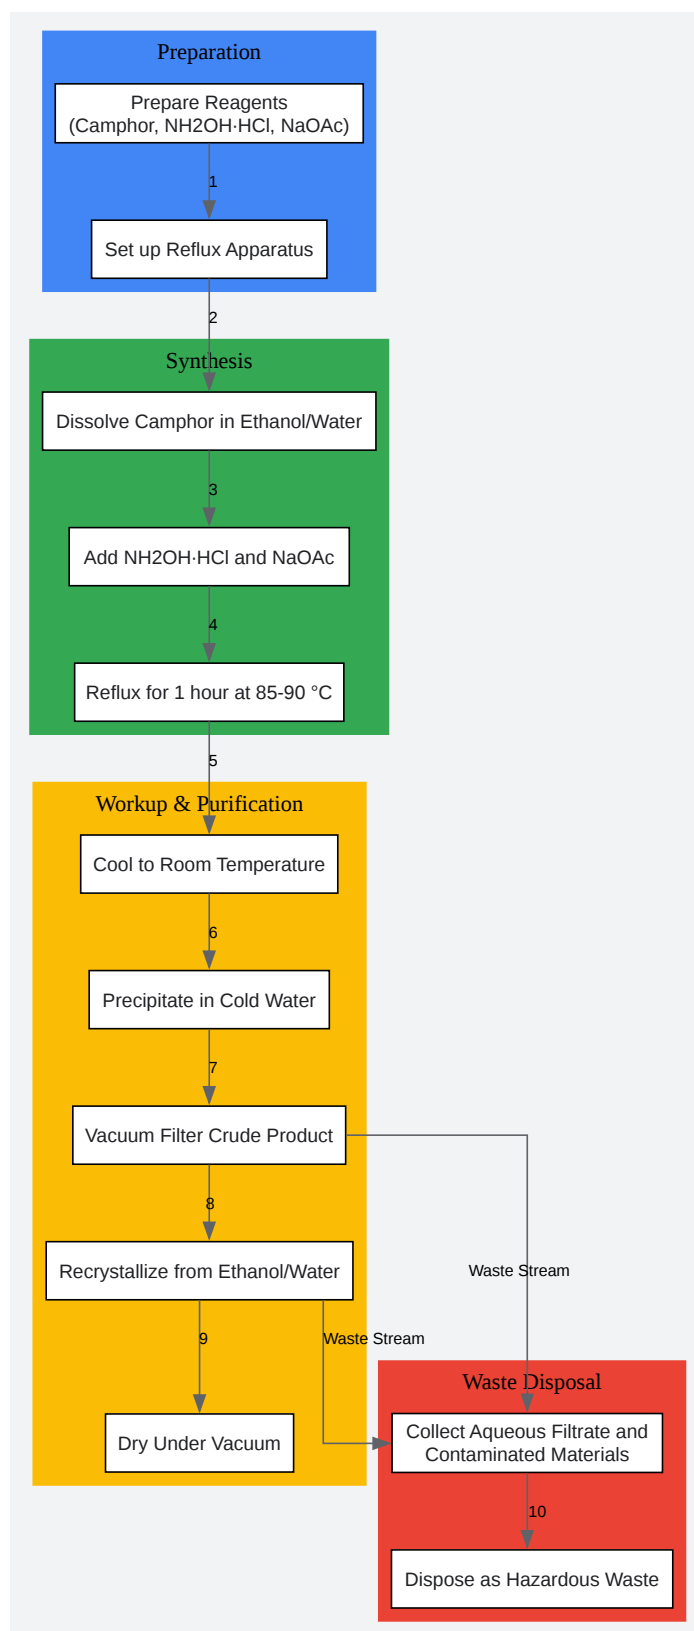 Preparation
Prepare Reagents
(Camphor, NH2OH·HCl, NaOAc)
1
Set up Reflux Apparatus
2
Synthesis
Dissolve Camphor in Ethanol/Water
3
Add NH2OH·HCl and NaOAc
4
Reflux for 1 hour at 85-90 °C
5
Workup & Purification
Cool to Room Temperature
6
Precipitate in Cold Water
7
Vacuum Filter Crude Product
8
Recrystallize from Ethanol/Water
Waste Stream
9
Waste Stream
Dry Under Vacuum
Waste Disposal
Collect Aqueous Filtrate and
Contaminated Materials
10
Dispose as Hazardous Waste